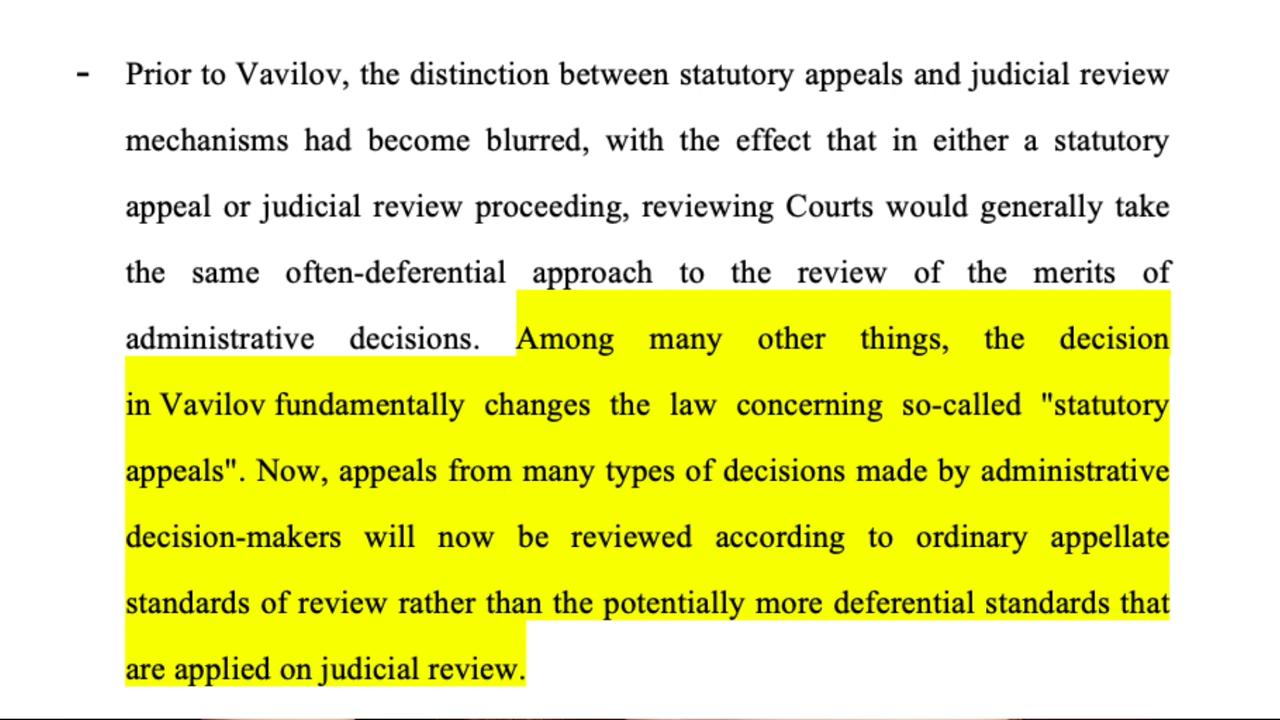 - Prior to Vavilov, the distinction between statutory appeals and judicial review
mechanisms had become blurred, with the effect that in either a statutory
appeal or judicial review proceeding, reviewing Courts would generally take
the same often-deferential approach to the review of the merits of
administrative decisions. Among many other things, the decision
in Vavilov fundamentally changes the law concerning so-called "statutory
appeals". Now, appeals from many types of decisions made by administrative
decision-makers will now be reviewed according to ordinary appellate
standards of review rather than the potentially more deferential standards that
are applied on judicial review.